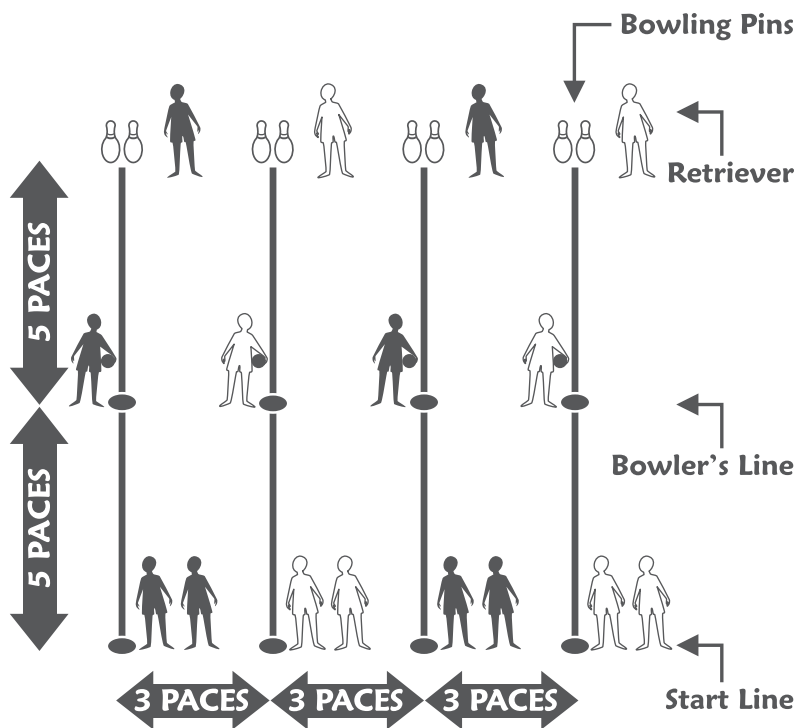 Bowling Pins
Retriever
5 PACES
Bowler's Line
5 PACES
3 PACES
3 PACES
3 PACES
Start Line